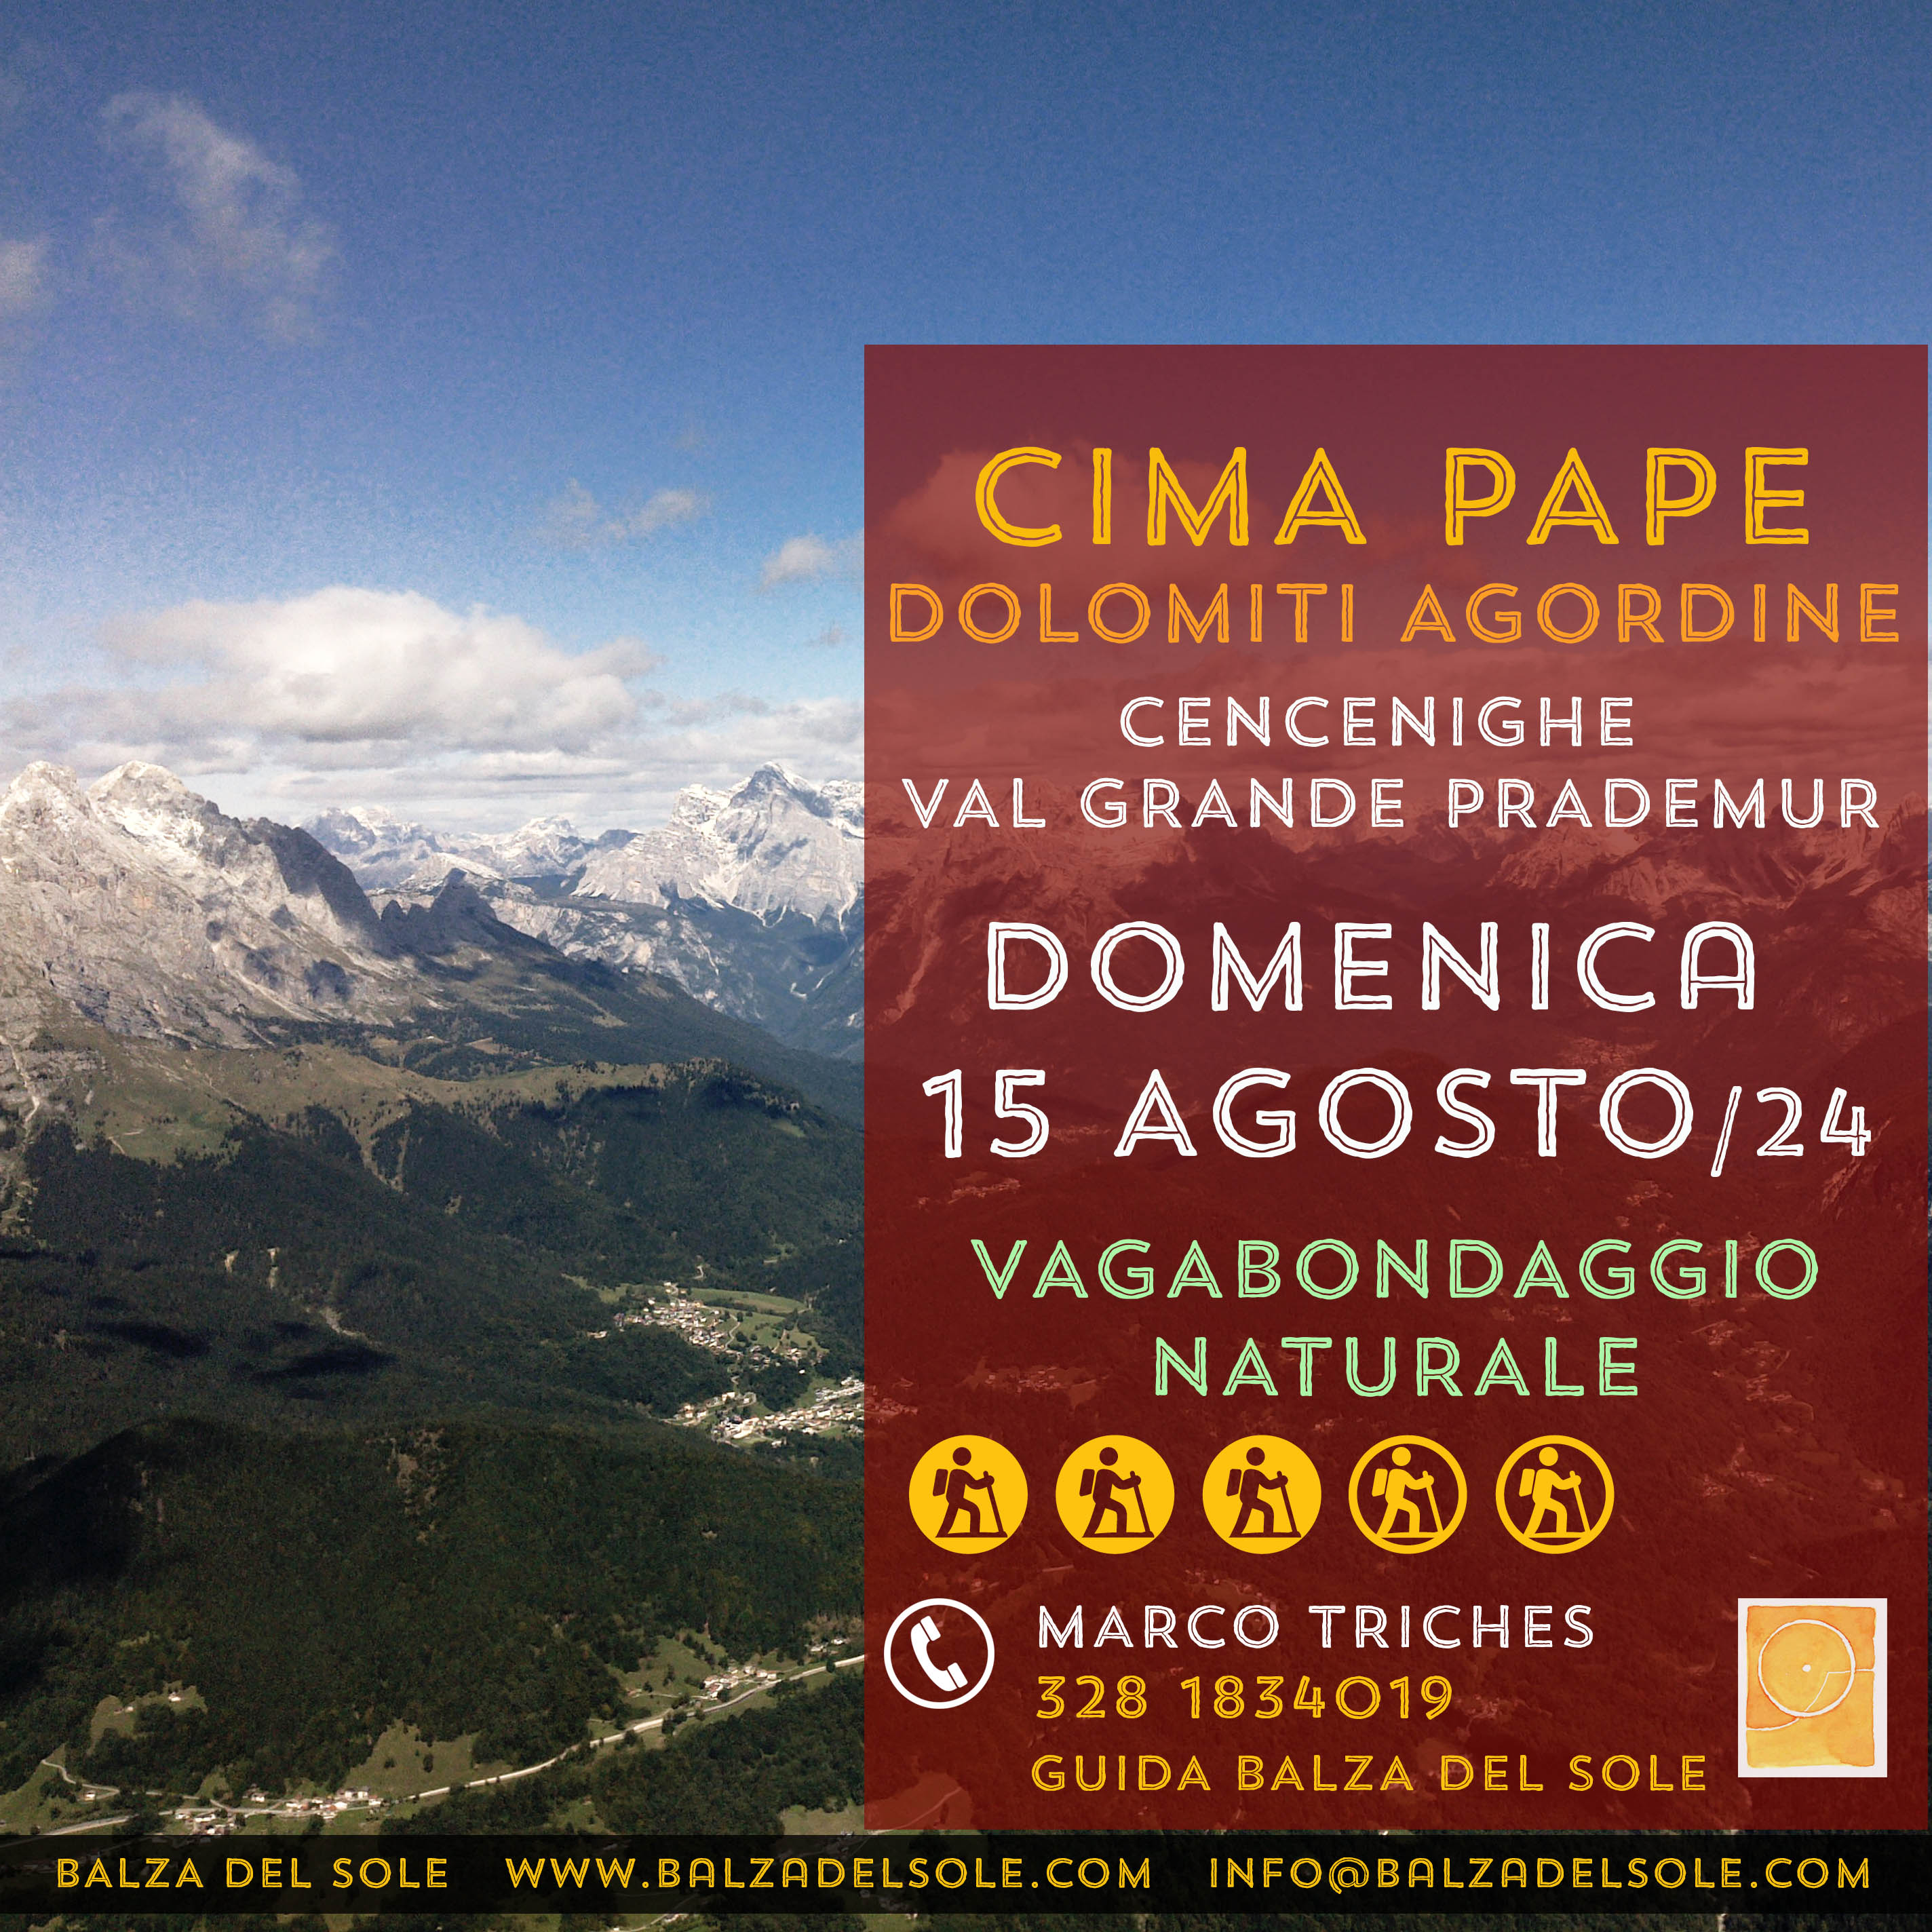 CIMA PAPE
DOLOMITI AGORDINE
CENCENIGHE
VAL GRANDE PRADEMUR
DOMENICA
15 AGOSTO/24
VAGABONDAGGIO
NATURALE
MARCO TRICHES
328 1834019
GUIDA BALZA DEL SOLE
BALZA DEL SOLE WWW.BALZADELSOLE.COM INFO@BALZADELSOLE.COM